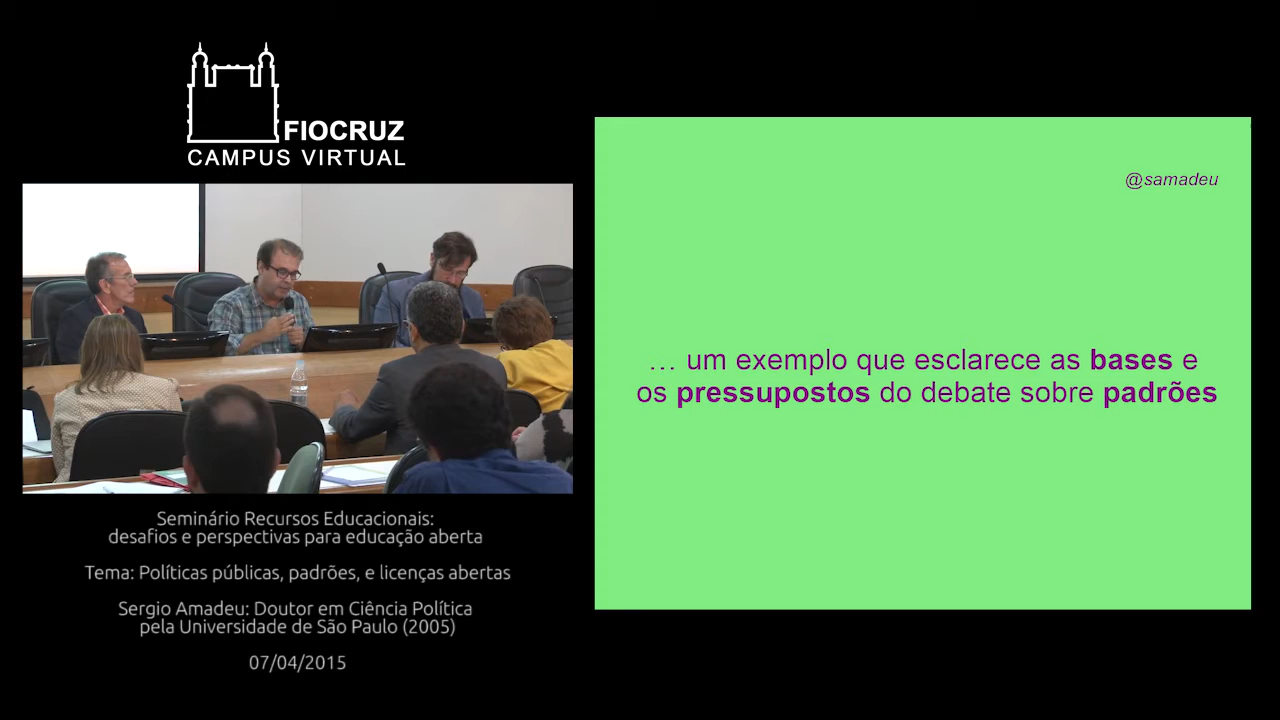 FIOCRUZ
CAMPUS VIRTUAL
Seminário Recursos Educacionais:
desafios e perspectivas para educação aberta
Tema: Políticas públicas, padrões, e licenças abertas
Sergio Amadeu: Doutor em Ciência Política
pela Universidade de São Paulo (2005)
07/04/2015
@samadeu
… um exemplo que esclarece as bases e
os pressupostos do debate sobre padrões